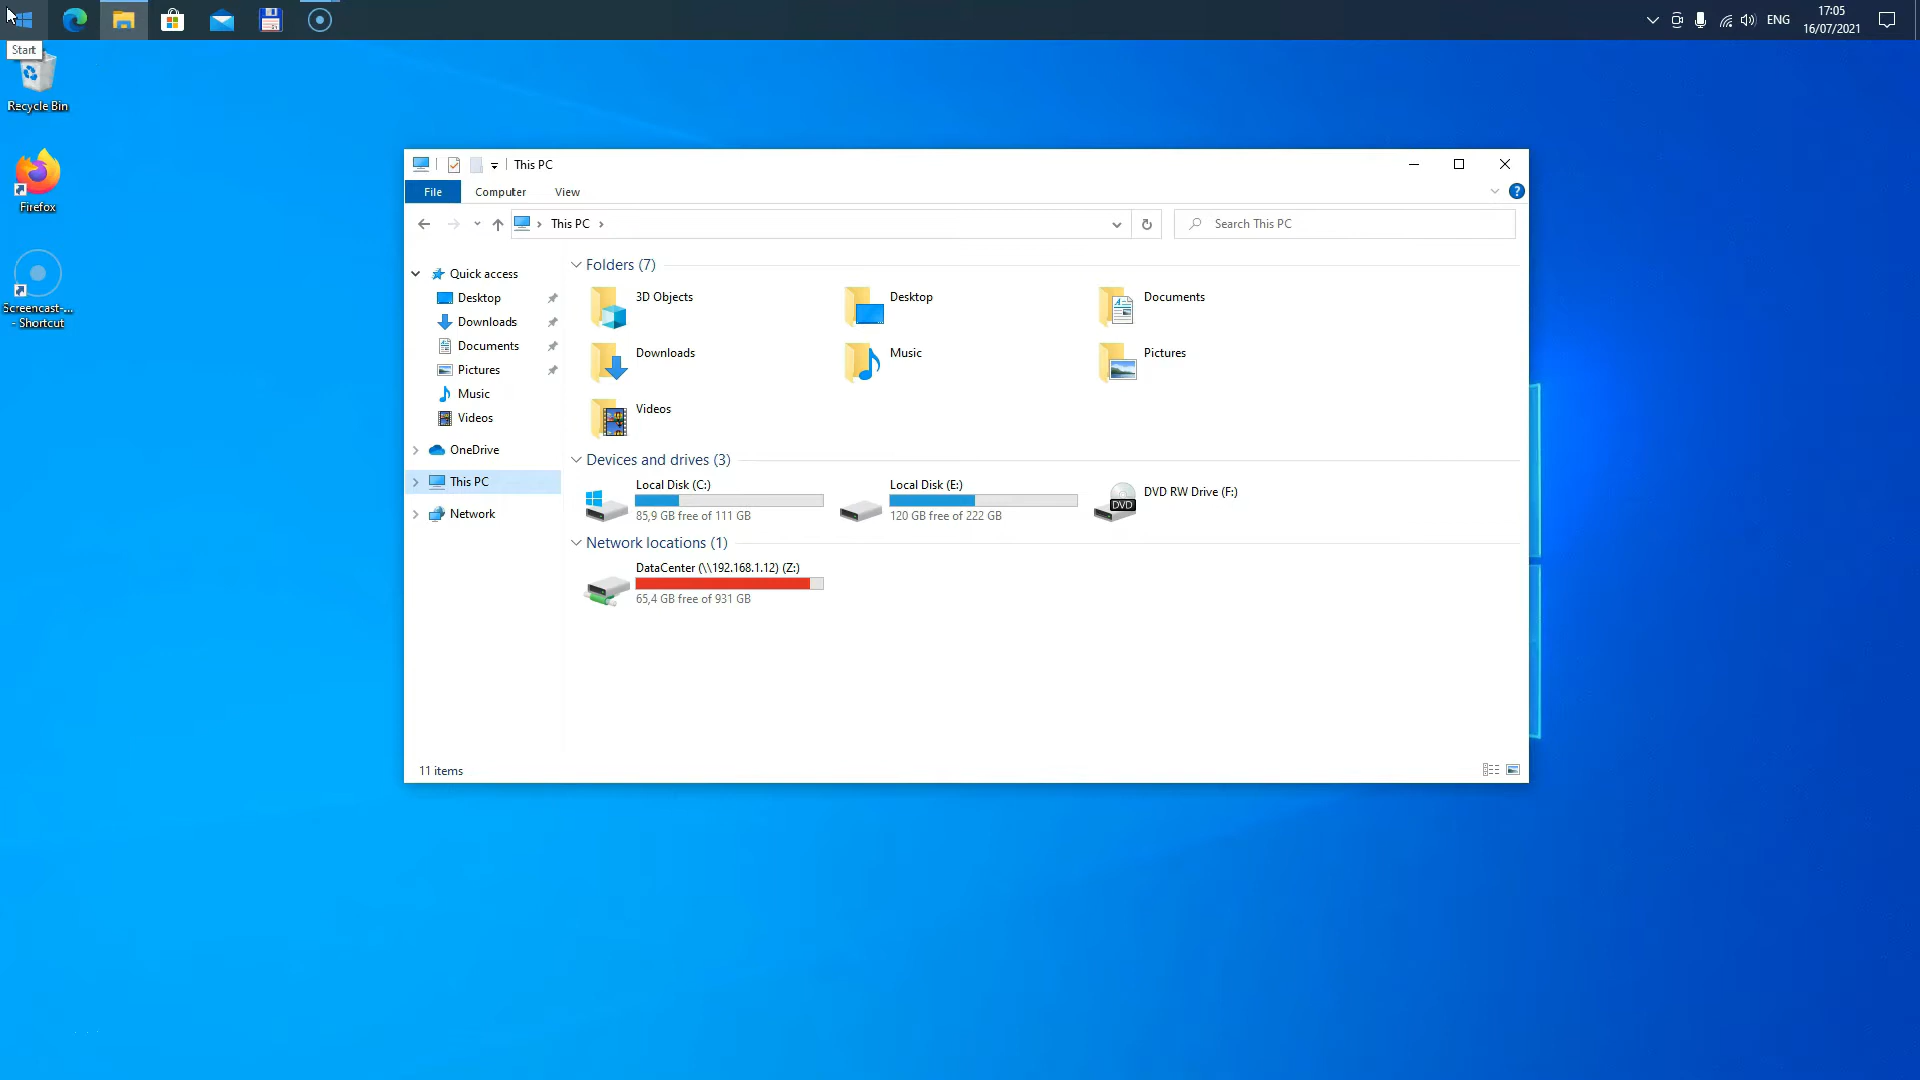 17:05
ENG
16/07/2021
Start
Recycle Bin
Firefox
Screencast-...
- Shortcut
This PC
File
Computer
View
?
This PC
Search This PC
Quick access
Desktop
Downloads
Documents
Pictures
Music
Videos
OneDrive
This PC
Network
Folders (7)
3D Objects
Desktop
Documents
Downloads
Music
Pictures
Videos
Devices and drives (3)
Local Disk (C:)
85,9 GB free of 111 GB
Local Disk (E:)
120 GB free of 222 GB
DVD
DVD RW Drive (F:)
Network locations (1)
DataCenter (\\192.168.1.12) (Z:)
65,4 GB free of 931 GB
11 items